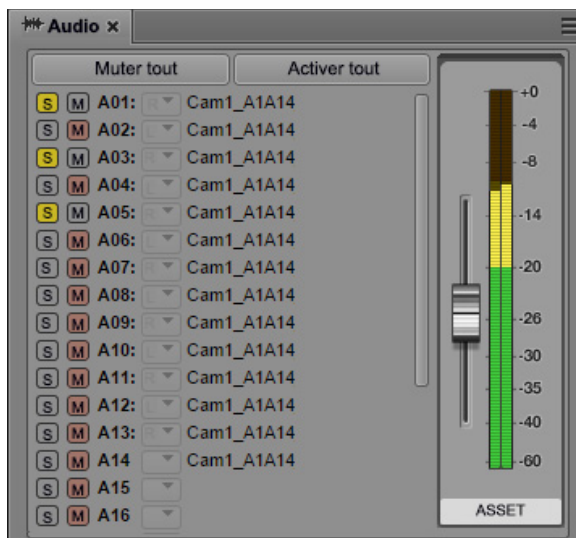 Audio ×
Muter tout Activer tout
S M A01: R Cam1_A1A14
S M A02: L Cam1_A1A14
S M A03: R Cam1_A1A14
S M A04: L Cam1_A1A14
S M A05: R Cam1_A1A14
S M A06: L Cam1_A1A14
S M A07: R Cam1_A1A14
S M A08: L Cam1_A1A14
S M A09: R Cam1_A1A14
S M A10: L Cam1_A1A14
S M A11: R Cam1_A1A14
S M A12: L Cam1_A1A14
S M A13: R Cam1_A1A14
S M A14 Cam1_A1A14
S M A15
S M A16
+0
-4
-8
-14
-20
-26
-30
-35
-40
-60
ASSET